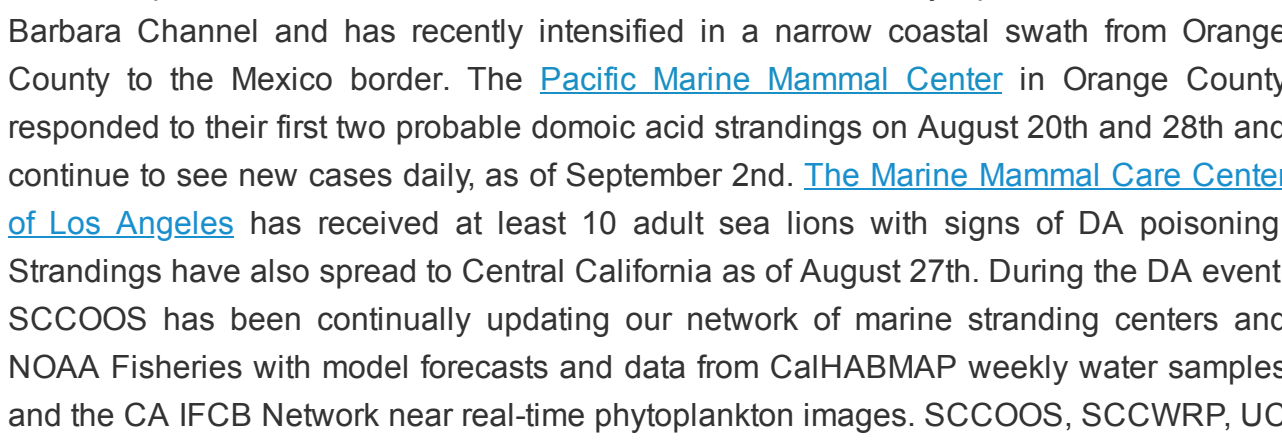 Barbara Channel and has recently intensified in a narrow coastal swath from Orange
County to the Mexico border. The Pacific Marine Mammal Center in Orange County
responded to their first two probable domoic acid strandings on August 20th and 28th and
continue to see new cases daily, as of September 2nd. The Marine Mammal Care Center
of Los Angeles has received at least 10 adult sea lions with signs of DA poisoning.
Strandings have also spread to Central California as of August 27th. During the DA event,
SCCOOS has been continually updating our network of marine stranding centers and
NOAA Fisheries with model forecasts and data from CalHABMAP weekly water samples
and the CA IFCB Network near real-time phytoplankton images. SCCOOS, SCCWRP, UC